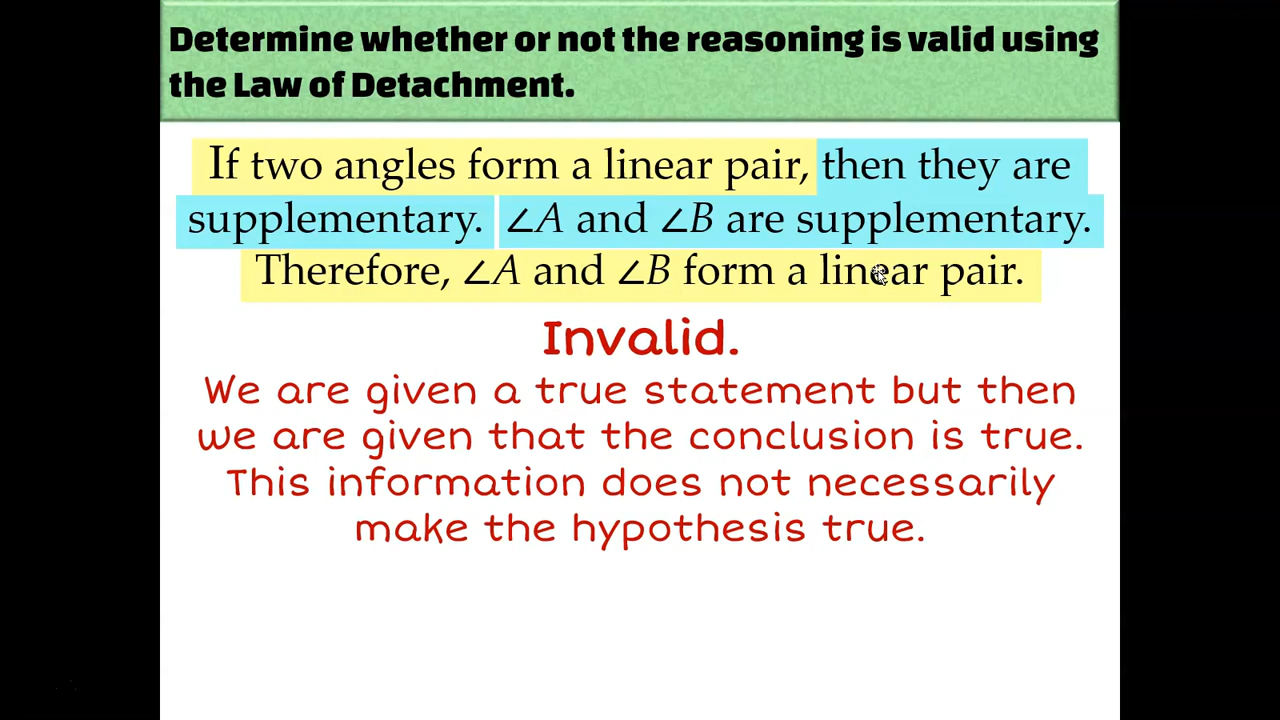 Determine whether or not the reasoning is valid using
the Law of Detachment.
If two angles form a linear pair, then they are
supplementary. ∠A and ∠B are supplementary.
Therefore, ∠A and ∠B form a linear pair.
Invalid.
We are given a true statement but then
we are given that the conclusion is true.
This information does not necessarily
make the hypothesis true.